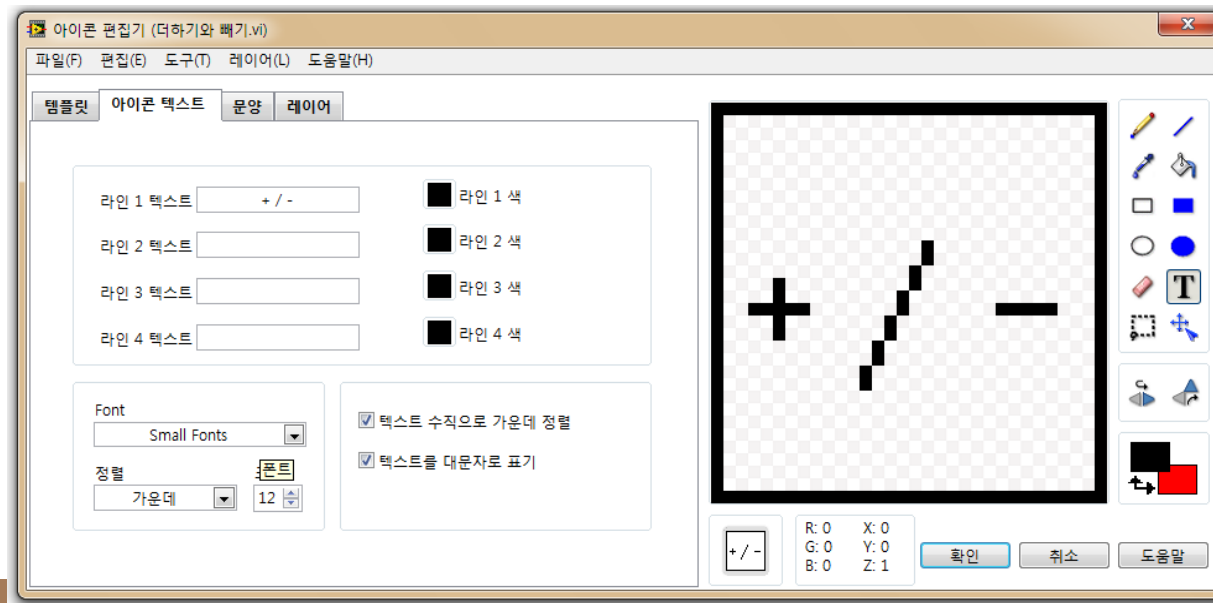 아이콘 편집기 (더하기와 빼기.vi)
파일(F) 편집(E) 도구(T) 레이어(L) 도움말(H)
템플릿 아이콘 텍스트 문양 레이어
라인 1 텍스트 + / - 라인 1 색
라인 2 텍스트 라인 2 색
라인 3 텍스트 라인 3 색
라인 4 텍스트 라인 4 색
Font
Small Fonts
텍스트 수직으로 가운데 정렬
정렬 폰트
텍스트를 대문자로 표기
가운데 12
+ / -
T
+ / -
R: 0 X: 0
G: 0 Y: 0
B: 0 Z: 1
확인 취소 도움말